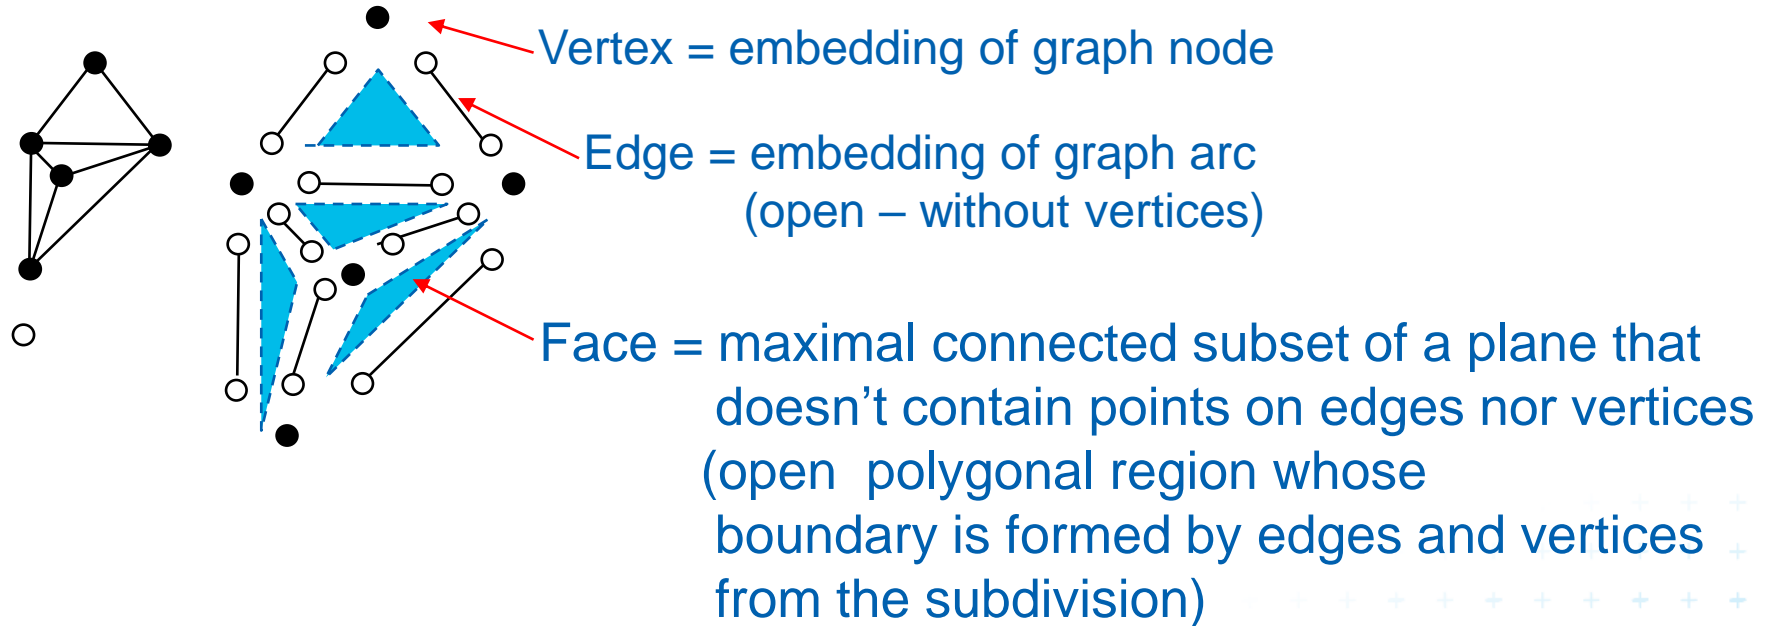 Vertex = embedding of graph node
Edge = embedding of graph arc
(open – without vertices)
Face = maximal connected subset of a plane that
doesn’t contain points on edges nor vertices
(open polygonal region whose
boundary is formed by edges and vertices
from the subdivision)